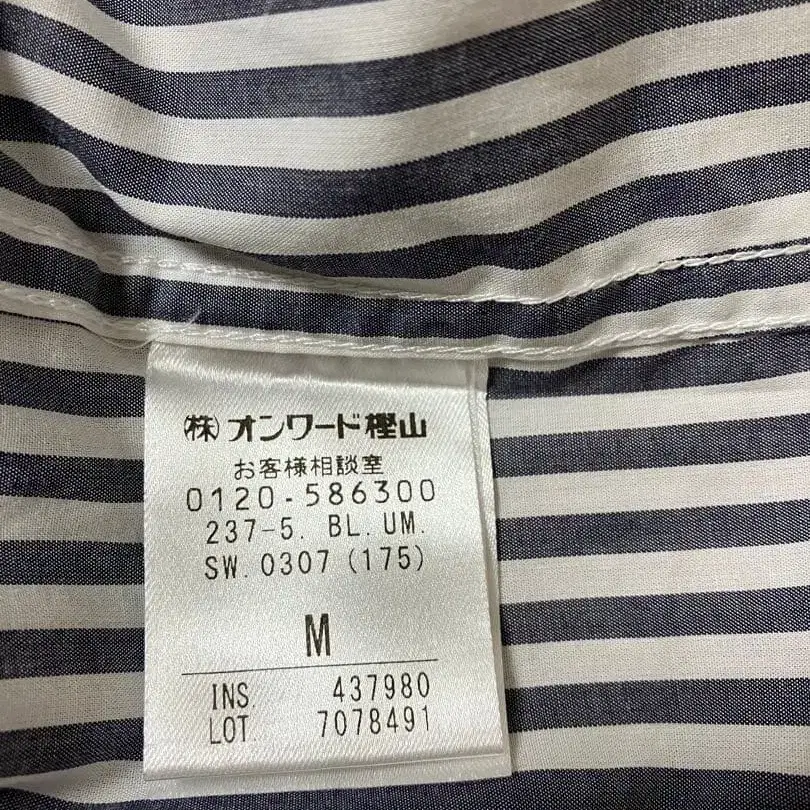 ㈱オンワード樫山
お客様相談室
0120-586300
237-5. BL. UM.
SW. 0307 (175)
M
INS. 437980
LOT. 7078491